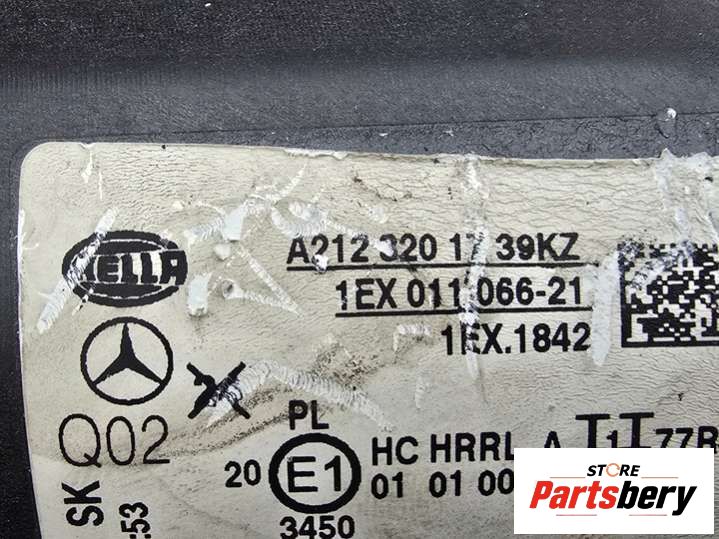 HELLA
A212 320 17 39KZ
1EX 011 066-21
1EX.1842
Q02
PL
20 E1
HC HRRL A
01 01 00
3450
SK
:53
STORE
Partsbery